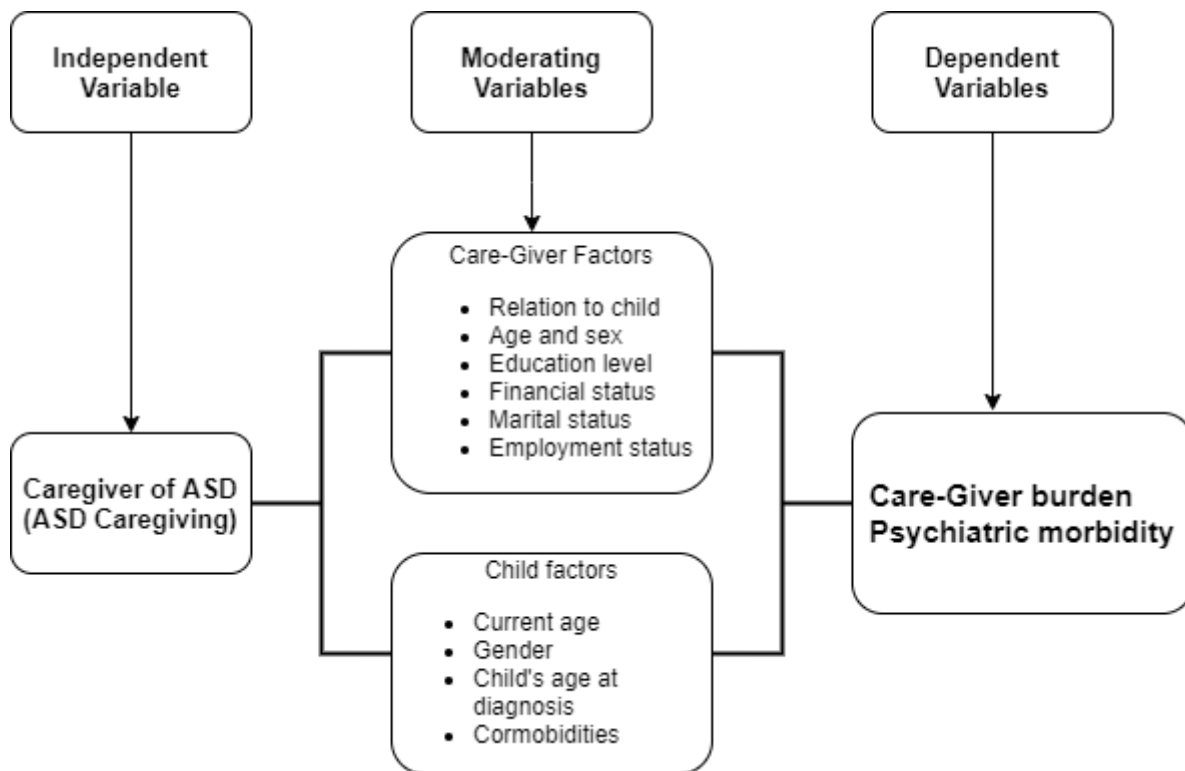 Independent
Variable
Moderating
Variables
Dependent
Variables
Care-Giver Factors
• Relation to child
• Age and sex
• Education level
• Financial status
• Marital status
• Employment status
Caregiver of ASD
(ASD Caregiving)
Care-Giver burden
Psychiatric morbidity
Child factors
• Current age
• Gender
• Child's age at
diagnosis
• Cormobidities